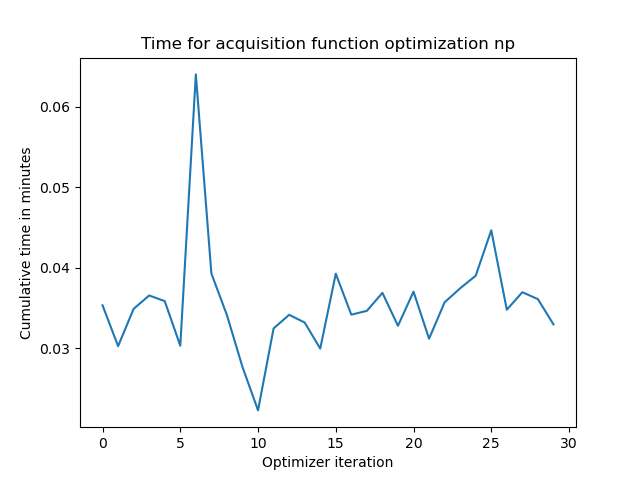 Time for acquisition function optimization np
Cumulative time in minutes
0.06
0.05
0.04
0.03
0 5 10 15 20 25 30
Optimizer iteration